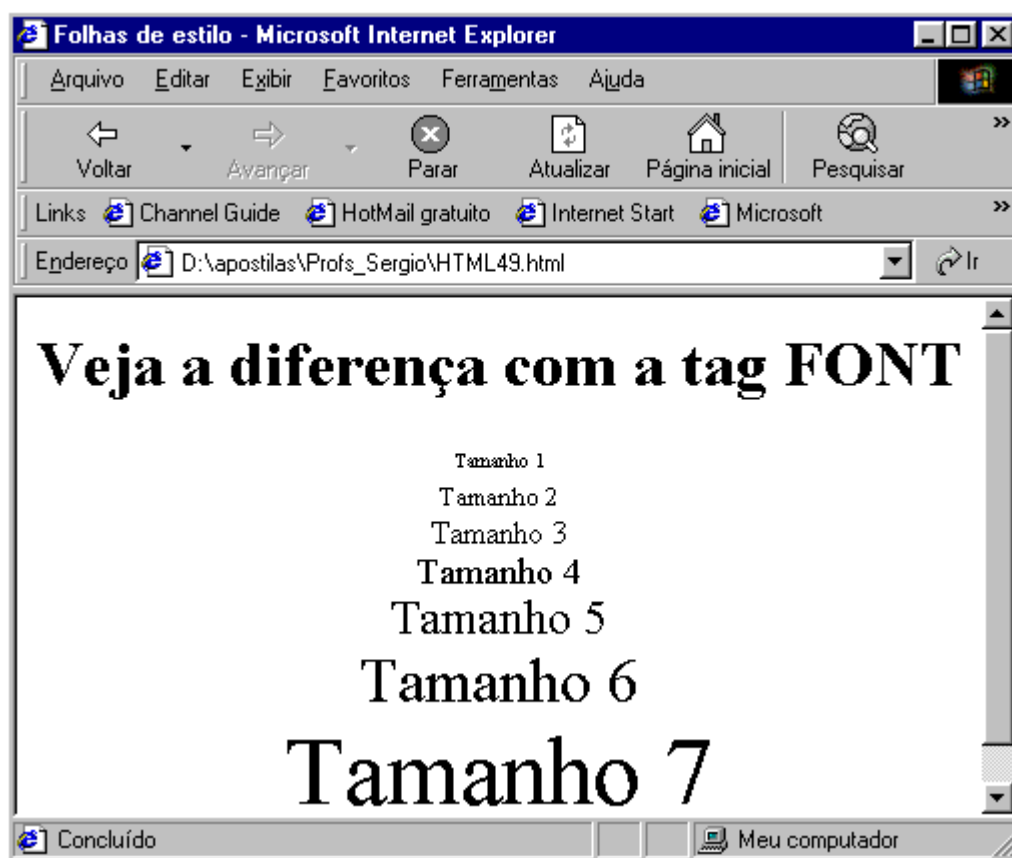 Folhas de estilo - Microsoft Internet Explorer
Arquivo Editar Exibir Favoritos Ferramentas Ajuda
Voltar Avançar Parar Atualizar Página inicial Pesquisar »
Links Channel Guide HotMail gratuito Internet Start Microsoft »
Endereço D:\apostilas\Profs_Sergio\HTML49.html Ir
Veja a diferença com a tag FONT
Tamanho 1
Tamanho 2
Tamanho 3
Tamanho 4
Tamanho 5
Tamanho 6
Tamanho 7
Concluído Meu computador